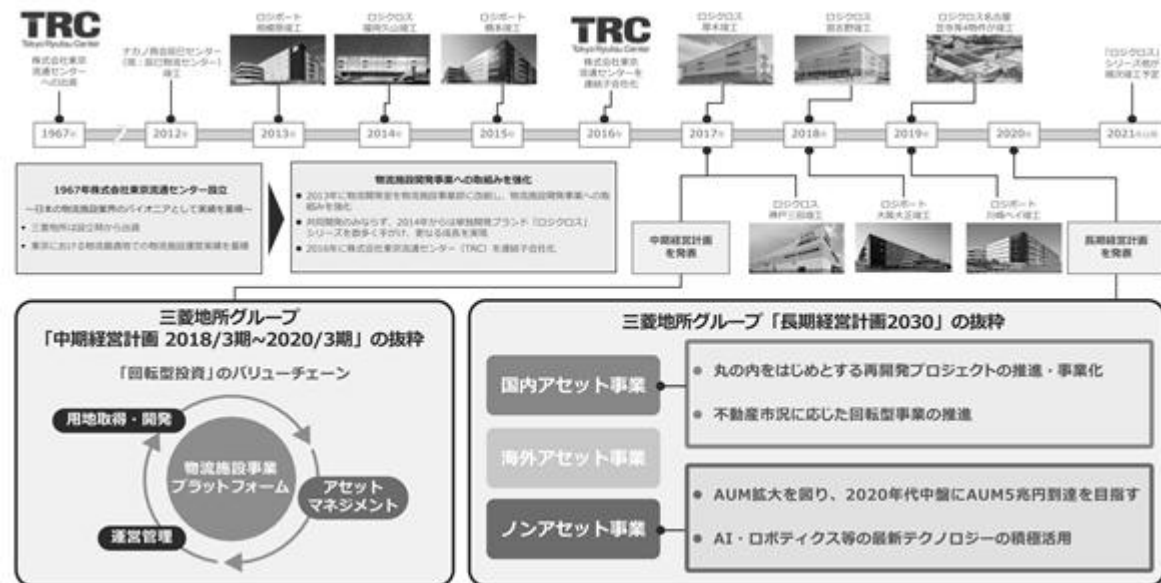 TRC
Tokyo Ryutsu Center
株式会社東京
流通センター
への出資
ナカノ商会辰巳センター
(現:辰巳物流センター)
竣工
ロジポート
相模原竣工
ロジクロス
福岡久山竣工
ロジポート
橋本竣工
TRC
Tokyo Ryutsu Center
株式会社東京
流通センターを
連結子会社化
ロジクロス
厚木竣工
ロジクロス
習志野竣工
ロジクロス名古屋
笠寺等4物件が竣工
「ロジクロス」
シリーズ他が
順次竣工予定
1967年
2012年
2013年
2014年
2015年
2016年
2017年
2018年
2019年
2020年
2021年以降
1967年株式会社東京流通センター設立
~日本の物流施設業界のパイオニアとして実績を蓄積~
三菱地所は設立時から出資
東京における物流最適地での物流施設運営実績を蓄積
物流施設開発事業への取組みを強化
2013年に物流開発室を物流施設事業部に改組し、物流施設開発事業への取
組みを強化
共同開発のみならず、2014年からは単独開発ブランド「ロジクロス」
シリーズを数多く手がけ、更なる成長を実現
2016年に株式会社東京流通センター(TRC)を連結子会社化
中期経営計画
を発表
ロジクロス
神戸三田竣工
ロジポート
大阪大正竣工
ロジポート
川崎ベイ竣工
長期経営計画
を発表
三菱地所グループ
「中期経営計画 2018/3期~2020/3期」の抜粋
「回転型投資」のバリューチェーン
用地取得・開発
物流施設事業
プラットフォーム
アセット
マネジメント
運営管理
三菱地所グループ「長期経営計画2030」の抜粋
国内アセット事業
丸の内をはじめとする再開発プロジェクトの推進・事業化
不動産市況に応じた回転型事業の推進
海外アセット事業
ノンアセット事業
AUM拡大を図り、2020年代中盤にAUM5兆円到達を目指す
AI・ロボティクス等の最新テクノロジーの積極活用